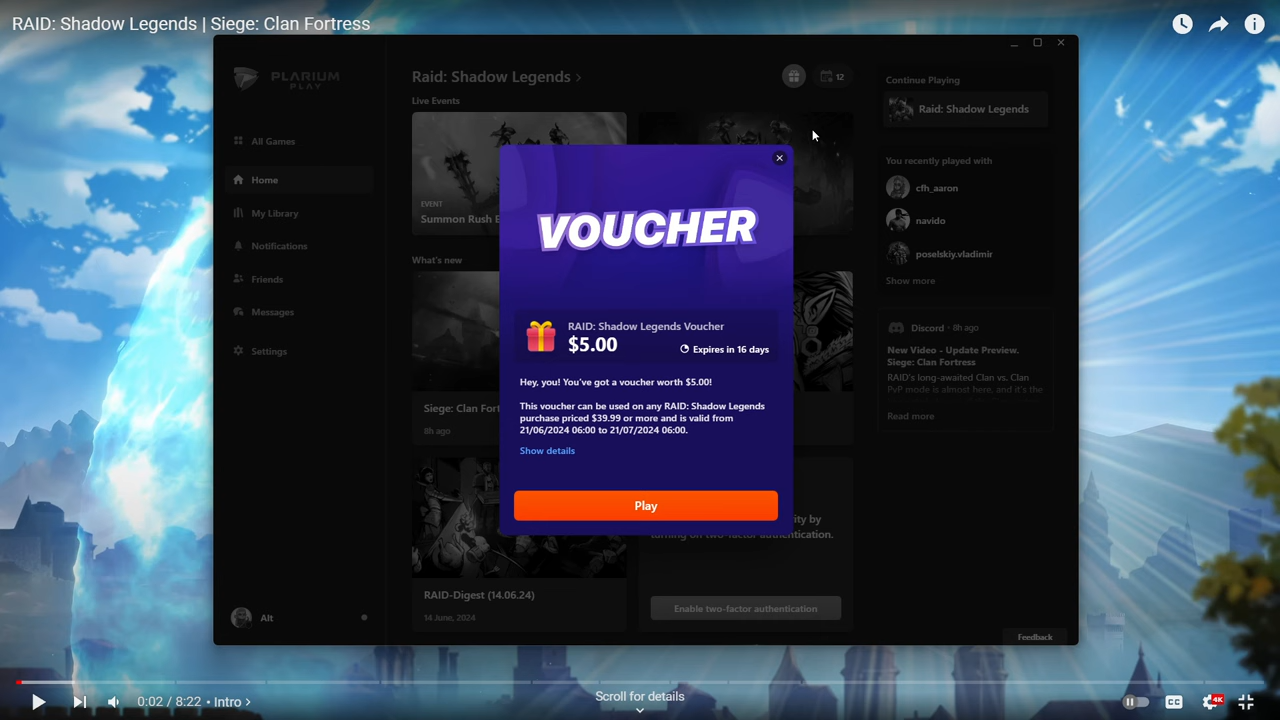 RAID: Shadow Legends | Siege: Clan Fortress
PLARIUM
PLAY
All Games
Home
My Library
Notifications
Friends
Messages
Settings
Alt
Raid: Shadow Legends
12
Live Events
EVENT
Summon Rush E
What's new
Siege: Clan Fort
8h ago
RAID-Digest (14.06.24)
14 June, 2024
ity by
turning on two-factor authentication.
Enable two-factor authentication
VOUCHER
RAID: Shadow Legends Voucher
$5.00
Expires in 16 days
Hey, you! You've got a voucher worth $5.00!
This voucher can be used on any RAID: Shadow Legends
purchase priced $39.99 or more and is valid from
21/06/2024 06:00 to 21/07/2024 06:00.
Show details
Play
Continue Playing
Raid: Shadow Legends
You recently played with
cfh_aaron
navido
poselskiy.vladimir
Show more
Discord · 8h ago
New Video - Update Preview.
Siege: Clan Fortress
RAID's long-awaited Clan vs. Clan
PvP mode is almost here, and it's the
Read more
Feedback
0:02 / 8:22 • Intro
Scroll for details
CC
4K